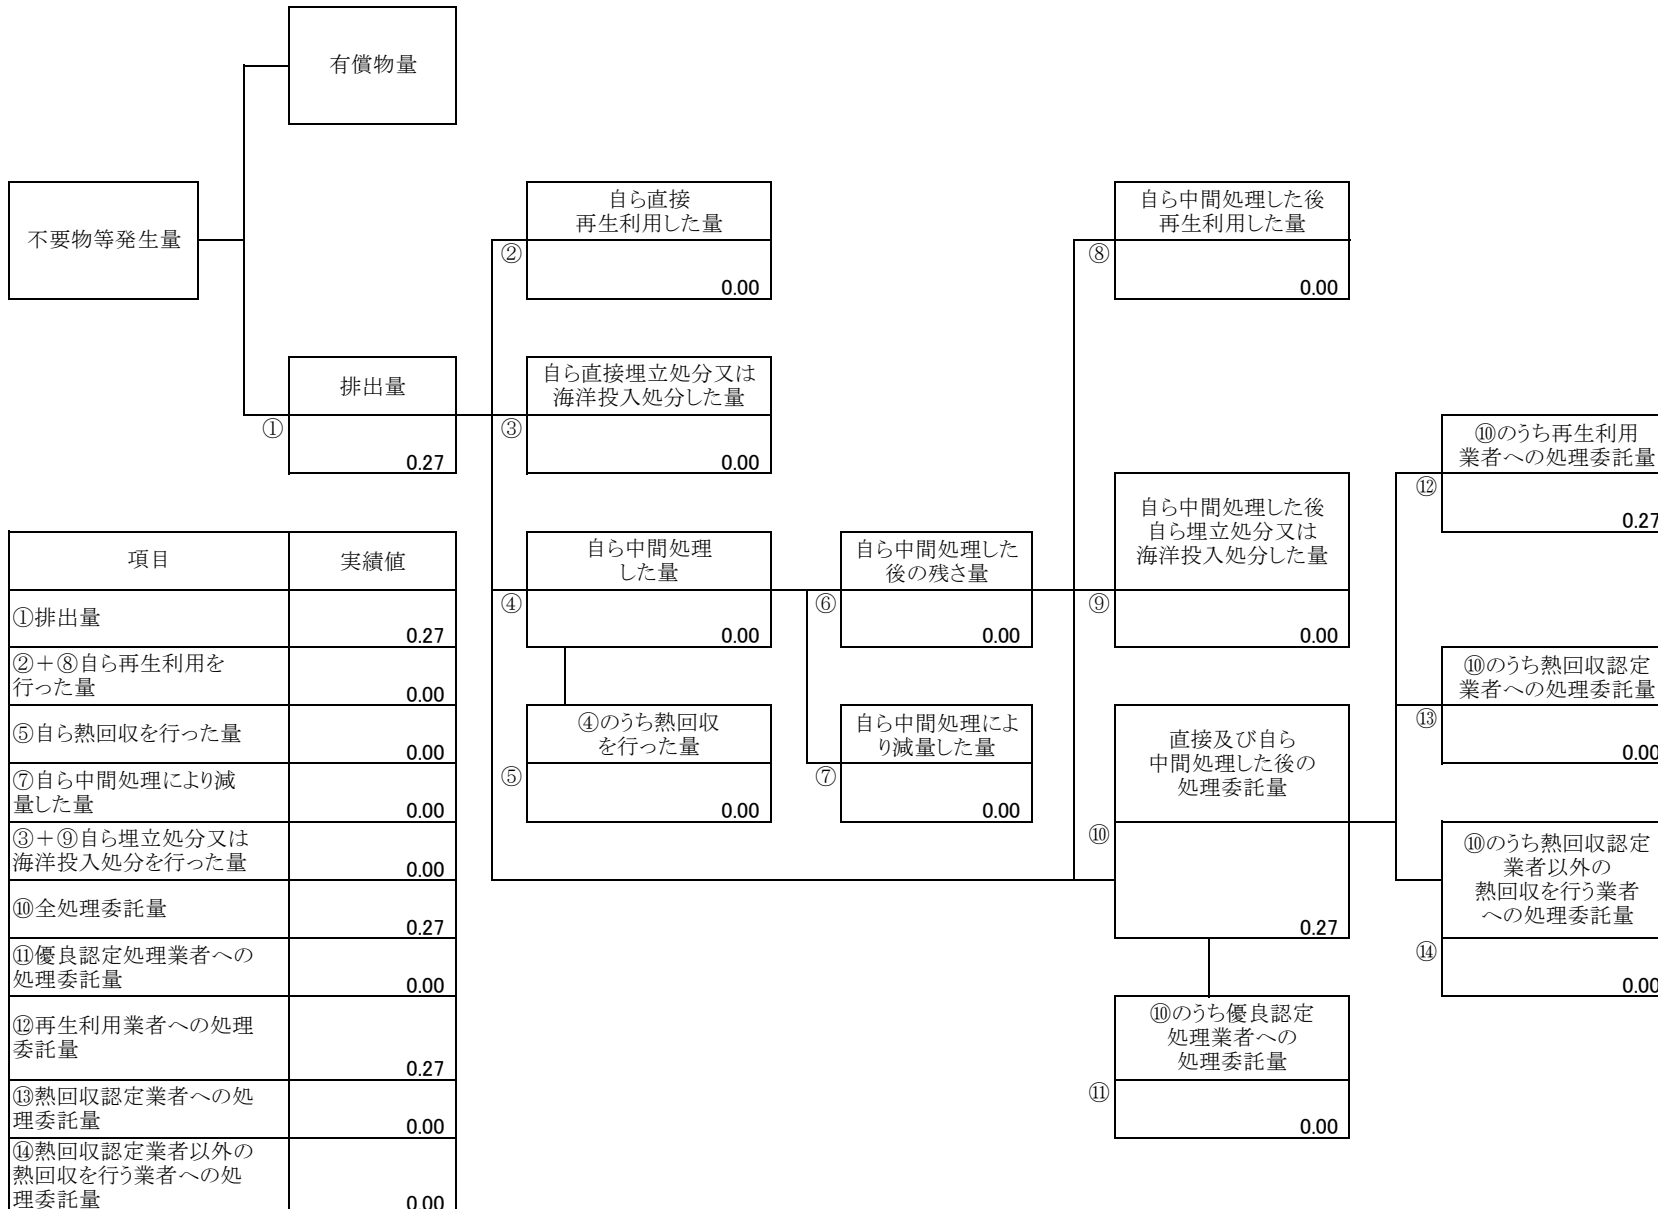 有償物量
不要物等発生量
自ら直接
再生利用した量
②
0.00
自ら中間処理した後
再生利用した量
⑧
0.00
排出量
①
0.27
自ら直接埋立処分又は
海洋投入処分した量
③
0.00
⑩のうち再生利用
業者への処理委託量
⑫
0.27
自ら中間処理
した量
④
0.00
自ら中間処理した
後の残さ量
⑥
0.00
自ら中間処理した後
自ら埋立処分又は
海洋投入処分した量
⑨
0.00
⑩のうち熱回収認定
業者への処理委託量
⑬
0.00
④のうち熱回収
を行った量
⑤
0.00
自ら中間処理によ
り減量した量
⑦
0.00
直接及び自ら
中間処理した後の
処理委託量
⑩
0.27
⑩のうち熱回収認定
業者以外の
熱回収を行う業者
への処理委託量
⑭
0.00
⑩のうち優良認定
処理業者への
処理委託量
⑪
0.00
項目 実績値
①排出量
0.27
②+⑧自ら再生利用を
行った量
0.00
⑤自ら熱回収を行った量
0.00
⑦自ら中間処理により減
量した量
0.00
③+⑨自ら埋立処分又は
海洋投入処分を行った量
0.00
⑩全処理委託量
0.27
⑪優良認定処理業者への
処理委託量
0.00
⑫再生利用業者への処理
委託量
0.27
⑬熱回収認定業者への処
理委託量
0.00
⑭熱回収認定業者以外の
熱回収を行う業者への処
理委託量
0.00